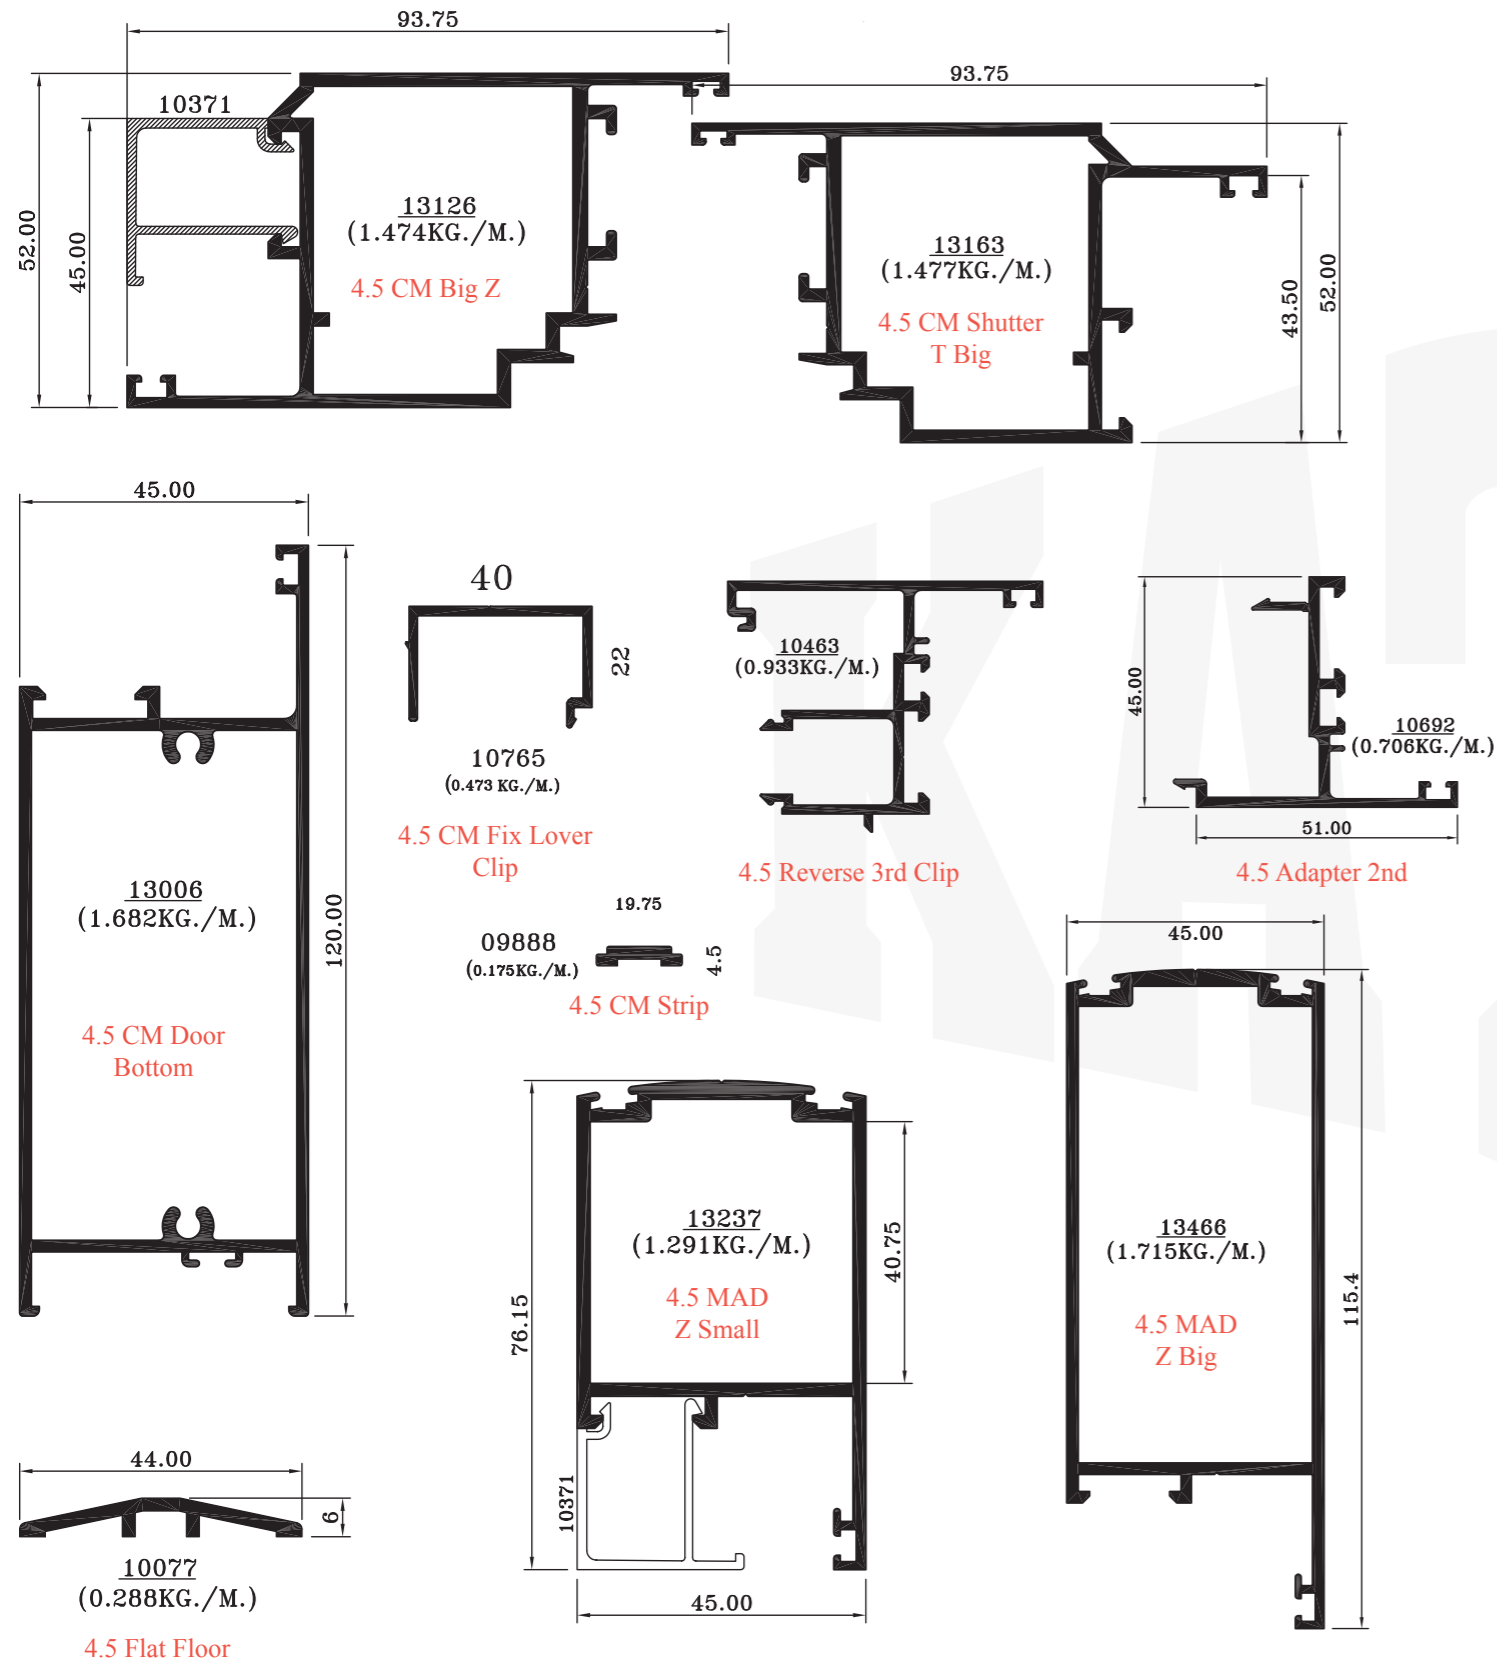 93.75
10371
52.00
45.00
13126
(1.474KG./M.)
4.5 CM Big Z
93.75
13163
(1.477KG./M.)
4.5 CM Shutter
T Big
43.50
52.00
45.00
120.00
13006
(1.682KG./M.)
4.5 CM Door
Bottom
40
22
10765
(0.473 KG./M.)
4.5 CM Fix Lover
Clip
10463
(0.933KG./M.)
4.5 Reverse 3rd Clip
45.00
10692
(0.706KG./M.)
51.00
4.5 Adapter 2nd
19.75
09888
(0.175KG./M.)
4.5
4.5 CM Strip
76.15
13237
(1.291KG./M.)
4.5 MAD
Z Small
40.75
10371
45.00
45.00
13466
(1.715KG./M.)
4.5 MAD
Z Big
115.4
44.00
6
10077
(0.288KG./M.)
4.5 Flat Floor